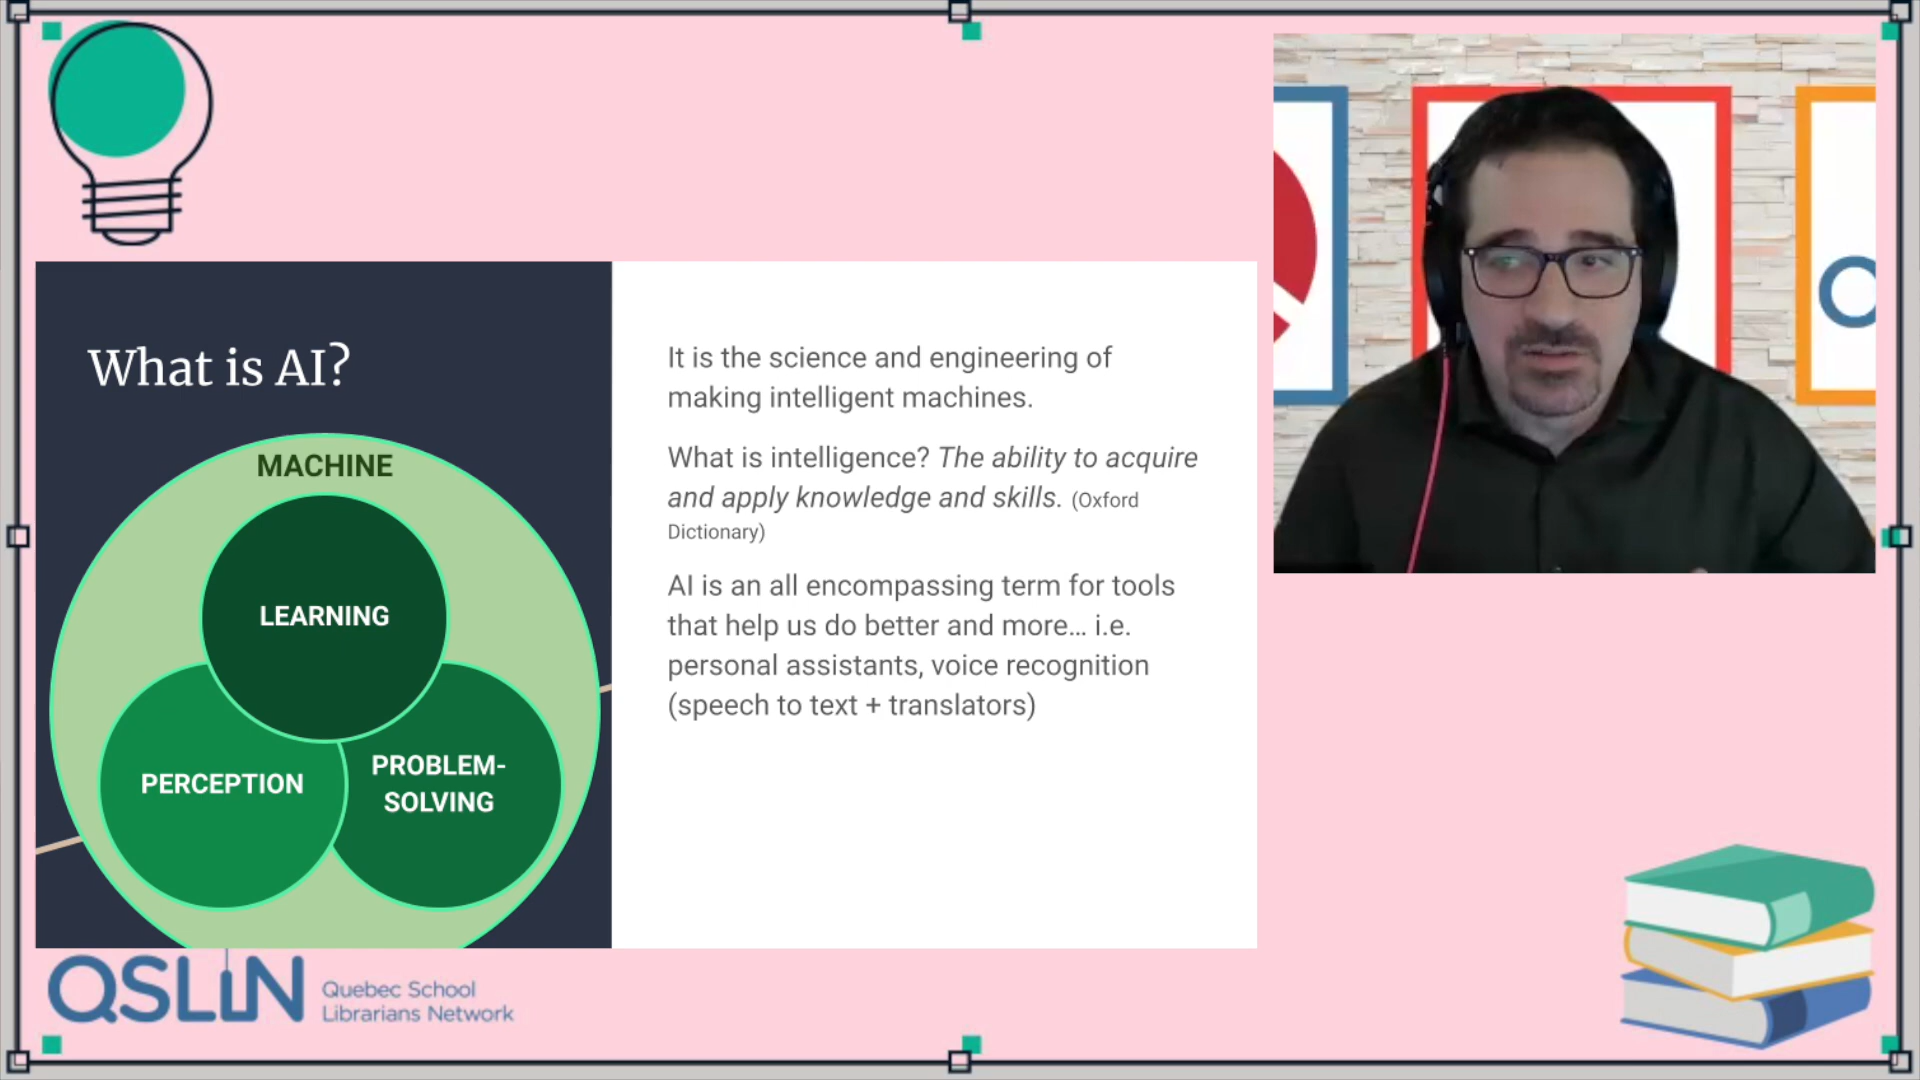 What is AI?
MACHINE
LEARNING
PERCEPTION
PROBLEM-
SOLVING
It is the science and engineering of
making intelligent machines.
What is intelligence? The ability to acquire
and apply knowledge and skills. (Oxford
Dictionary)
AI is an all encompassing term for tools
that help us do better and more... i.e.
personal assistants, voice recognition
(speech to text + translators)
QSLIN
Quebec School
Librarians Network